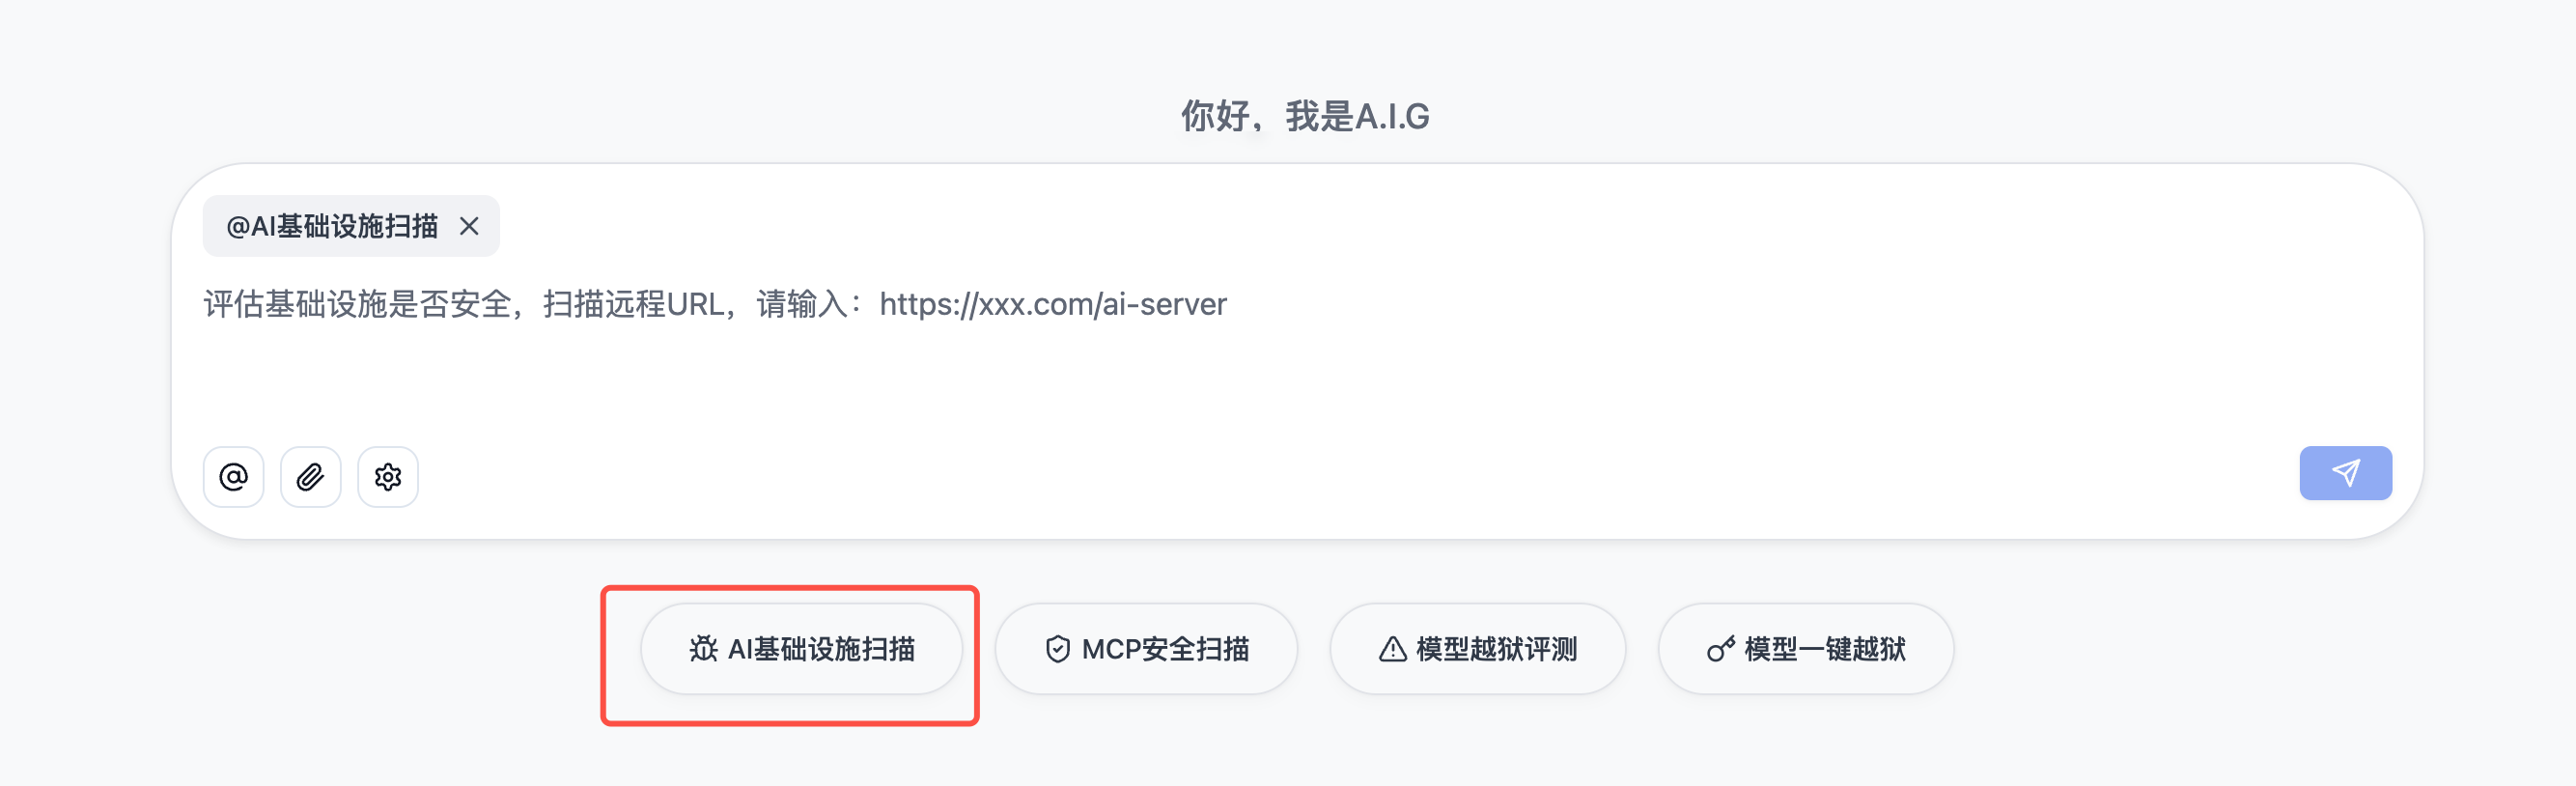 你好，我是A.I.G
@AI基础设施扫描
评估基础设施是否安全，扫描远程URL，请输入：https://xxx.com/ai-server
AI基础设施扫描
MCP安全扫描
模型越狱评测
模型一键越狱